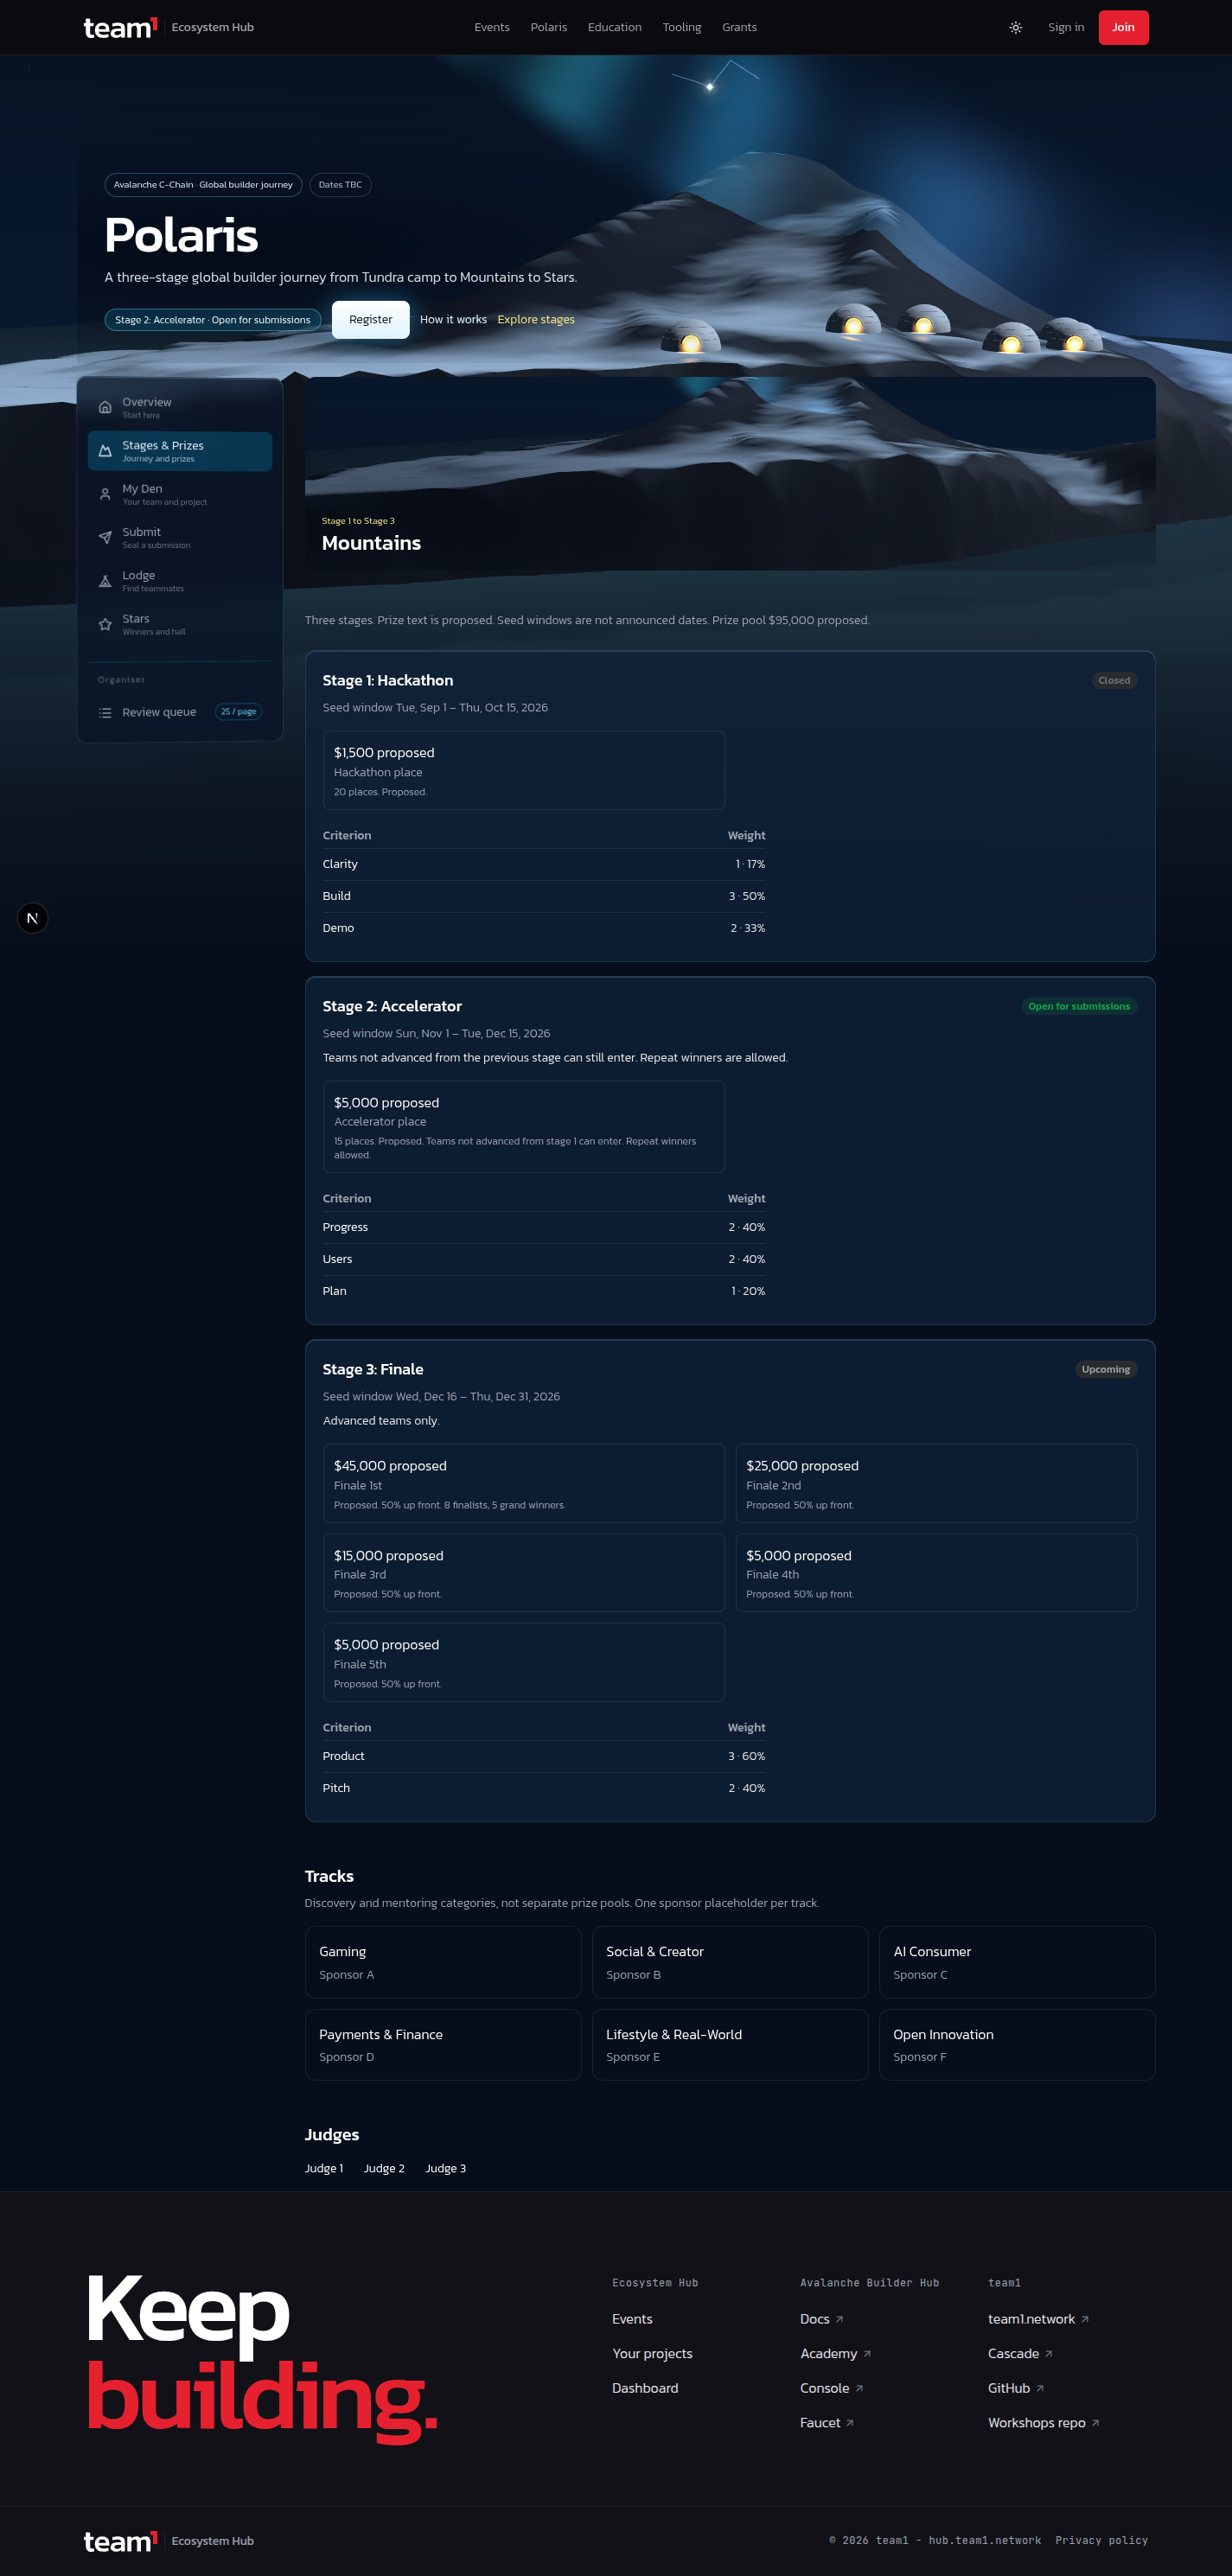 team1 Ecosystem Hub
Events Polaris Education Tooling Grants
Sign in Join
Avalanche C-Chain · Global builder journey Dates TBC
Polaris
A three-stage global builder journey from Tundra camp to Mountains to Stars.
Stage 2: Accelerator · Open for submissions Register How it works Explore stages
Overview
Start here
Stages & Prizes
Journey and prizes
My Den
Your team and project
Submit
Seal a submission
Lodge
Find teammates
Stars
Winners and hall
Organiser
Review queue 25 / page
Stage 1 to Stage 3
Mountains
Three stages. Prize text is proposed. Seed windows are not announced dates. Prize pool $95,000 proposed.
Stage 1: Hackathon Closed
Seed window Tue, Sep 1 – Thu, Oct 15, 2026
$1,500 proposed
Hackathon place
20 places. Proposed.
Criterion Weight
Clarity 1 · 17%
Build 3 · 50%
Demo 2 · 33%
Stage 2: Accelerator Open for submissions
Seed window Sun, Nov 1 – Tue, Dec 15, 2026
Teams not advanced from the previous stage can still enter. Repeat winners are allowed.
$5,000 proposed
Accelerator place
15 places. Proposed. Teams not advanced from stage 1 can enter. Repeat winners
allowed.
Criterion Weight
Progress 2 · 40%
Users 2 · 40%
Plan 1 · 20%
Stage 3: Finale Upcoming
Seed window Wed, Dec 16 – Thu, Dec 31, 2026
Advanced teams only.
$45,000 proposed
Finale 1st
Proposed. 50% up front. 8 finalists, 5 grand winners.
$25,000 proposed
Finale 2nd
Proposed. 50% up front.
$15,000 proposed
Finale 3rd
Proposed. 50% up front.
$5,000 proposed
Finale 4th
Proposed. 50% up front.
$5,000 proposed
Finale 5th
Proposed. 50% up front.
Criterion Weight
Product 3 · 60%
Pitch 2 · 40%
Tracks
Discovery and mentoring categories, not separate prize pools. One sponsor placeholder per track.
Gaming
Sponsor A
Social & Creator
Sponsor B
AI Consumer
Sponsor C
Payments & Finance
Sponsor D
Lifestyle & Real-World
Sponsor E
Open Innovation
Sponsor F
Judges
Judge 1 Judge 2 Judge 3
Keep
building.
Ecosystem Hub
Events
Your projects
Dashboard
Avalanche Builder Hub
Docs ↗
Academy ↗
Console ↗
Faucet ↗
team1
team1.network ↗
Cascade ↗
GitHub ↗
Workshops repo ↗
team1 Ecosystem Hub
© 2026 team1 - hub.team1.network Privacy policy